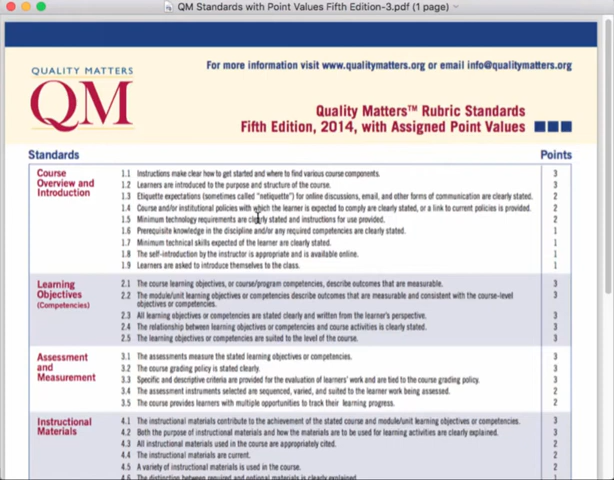 QM Standards with Point Values Fifth Edition-3.pdf (1 page)
QUALITY MATTERS
QM
For more information visit www.qualitymatters.org or email info@qualitymatters.org
Quality Matters™ Rubric Standards
Fifth Edition, 2014, with Assigned Point Values
Standards Points
Course Overview and Introduction
1.1 Instructions make clear how to get started and where to find various course components. 3
1.2 Learners are introduced to the purpose and structure of the course. 3
1.3 Etiquette expectations (sometimes called "netiquette") for online discussions, email, and other forms of communication are clearly stated. 2
1.4 Course and/or institutional policies with which the learner is expected to comply are clearly stated, or a link to current policies is provided. 2
1.5 Minimum technology requirements are clearly stated and instructions for use provided. 2
1.6 Prerequisite knowledge in the discipline and/or any required competencies are clearly stated. 1
1.7 Minimum technical skills expected of the learner are clearly stated. 1
1.8 The self-introduction by the instructor is appropriate and is available online. 1
1.9 Learners are asked to introduce themselves to the class. 1
Learning Objectives (Competencies)
2.1 The course learning objectives, or course/program competencies, describe outcomes that are measurable. 3
2.2 The module/unit learning objectives or competencies describe outcomes that are measurable and consistent with the course-level 3
objectives or competencies.
2.3 All learning objectives or competencies are stated clearly and written from the learner's perspective. 3
2.4 The relationship between learning objectives or competencies and course activities is clearly stated. 3
2.5 The learning objectives or competencies are suited to the level of the course. 3
Assessment and Measurement
3.1 The assessments measure the stated learning objectives or competencies. 3
3.2 The course grading policy is stated clearly. 3
3.3 Specific and descriptive criteria are provided for the evaluation of learners' work and are tied to the course grading policy. 3
3.4 The assessment instruments selected are sequenced, varied, and suited to the learner work being assessed. 2
3.5 The course provides learners with multiple opportunities to track their learning progress. 2
Instructional Materials
4.1 The instructional materials contribute to the achievement of the stated course and module/unit learning objectives or competencies. 3
4.2 Both the purpose of instructional materials and how the materials are to be used for learning activities are clearly explained. 3
4.3 All instructional materials used in the course are appropriately cited. 2
4.4 The instructional materials are current. 2
4.5 A variety of instructional materials is used in the course. 2
4.6 The distinction between required and optional materials is clearly explained. 1